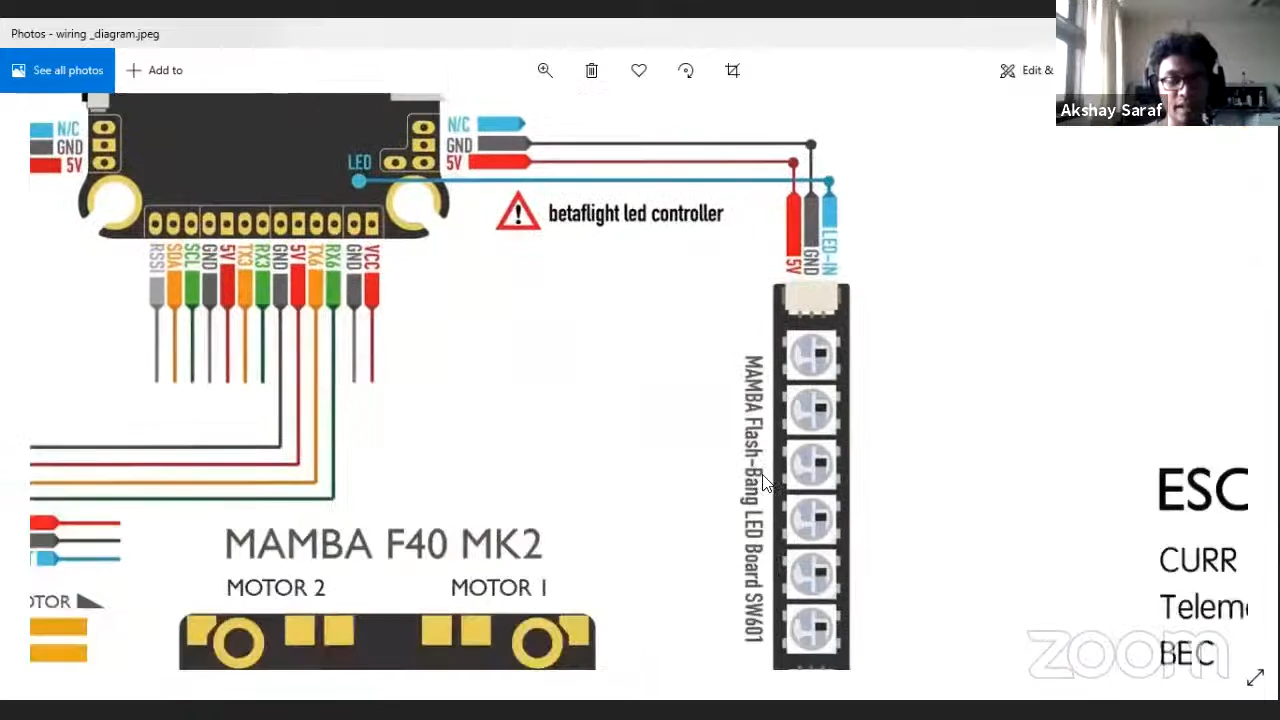 Photos - wiring _diagram.jpeg
See all photos
Add to
Edit &
Akshay Saraf
N/C
GND
5V
LED
N/C
GND
5V
betaflight led controller
5V
GND
LED-IN
RSSI
SDA
SCL
GND
5V
TX3
RX3
GND
5V
TX6
RX6
GND
VCC
MAMBA Flash-Bang LED Board SW601
MAMBA F40 MK2
MOTOR 2
MOTOR 1
OTOR
ESC
CURR
Telem
BEC
zoom